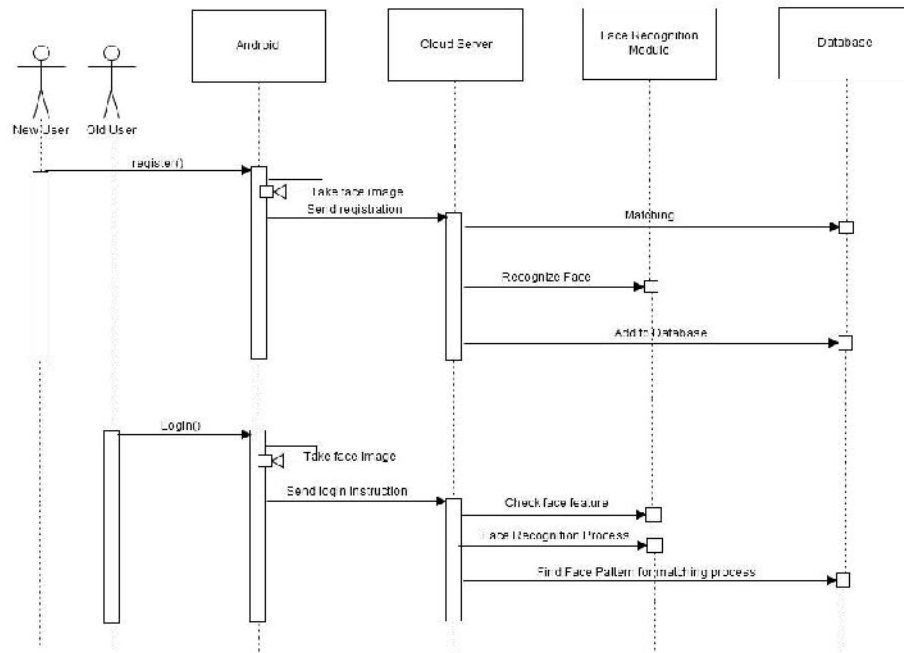 Android
Cloud Server
Face Recognition
Module
Database
New User
Old User
register()
Take face image
Send registration
Matching
Recognize Face
Add to Database
Login()
Take face image
Send login instruction
Check face feature
Face Recognition Process
Find Face Pattern for matching process